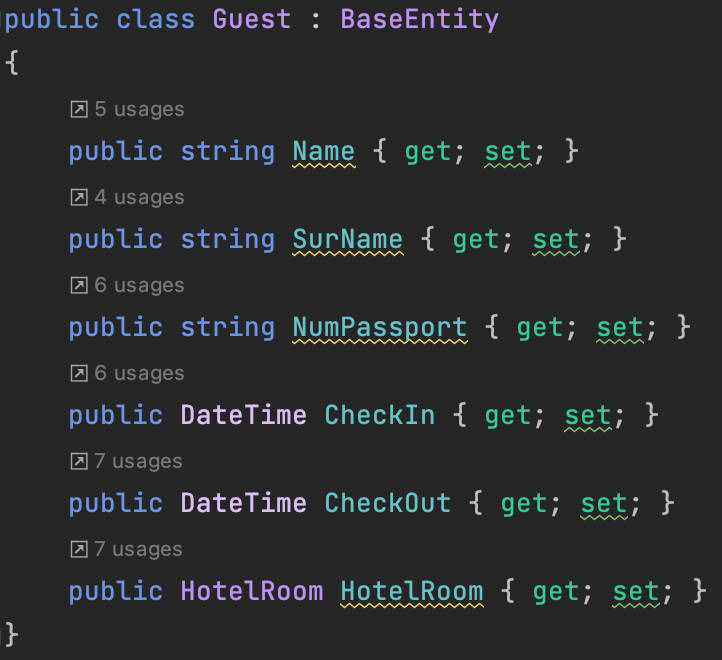 public class Guest : BaseEntity
{
5 usages
public string Name { get; set; }
4 usages
public string SurName { get; set; }
6 usages
public string NumPassport { get; set; }
6 usages
public DateTime CheckIn { get; set; }
7 usages
public DateTime CheckOut { get; set; }
7 usages
public HotelRoom HotelRoom { get; set; }
}